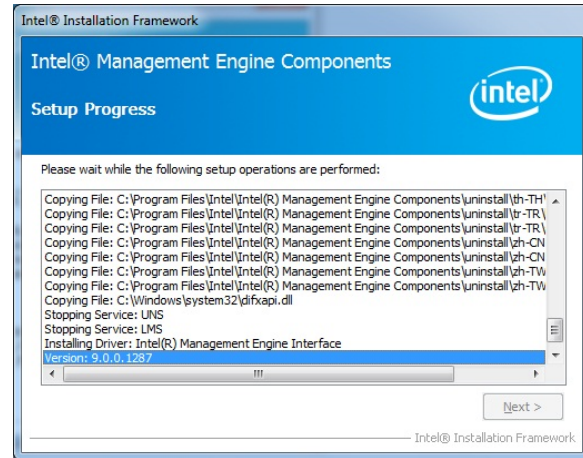 Intel® Installation Framework
Intel® Management Engine Components
intel
Setup Progress
Please wait while the following setup operations are performed:
Copying File: C:\Program Files\Intel\Intel(R) Management Engine Components\uninstall\th-TH\
Copying File: C:\Program Files\Intel\Intel(R) Management Engine Components\uninstall\tr-TR\
Copying File: C:\Program Files\Intel\Intel(R) Management Engine Components\uninstall\tr-TR\
Copying File: C:\Program Files\Intel\Intel(R) Management Engine Components\uninstall\zh-CN
Copying File: C:\Program Files\Intel\Intel(R) Management Engine Components\uninstall\zh-CN
Copying File: C:\Program Files\Intel\Intel(R) Management Engine Components\uninstall\zh-TW
Copying File: C:\Program Files\Intel\Intel(R) Management Engine Components\uninstall\zh-TW
Copying File: C:\Windows\system32\difxapi.dll
Stopping Service: UNS
Stopping Service: LMS
Installing Driver: Intel(R) Management Engine Interface
Version: 9.0.0.1287
Next >
Intel® Installation Framework